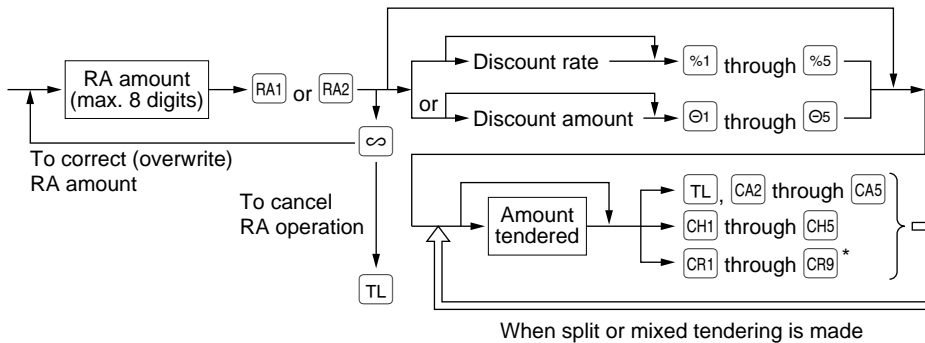 RA amount
(max. 8 digits)
RA1 or RA2
Discount rate
%1 through %5
or
Discount amount
⊖1 through ⊖5
∽
To correct (overwrite)
RA amount
To cancel
RA operation
TL
Amount
tendered
TL, CA2 through CA5
CH1 through CH5
CR1 through CR9 *
When split or mixed tendering is made